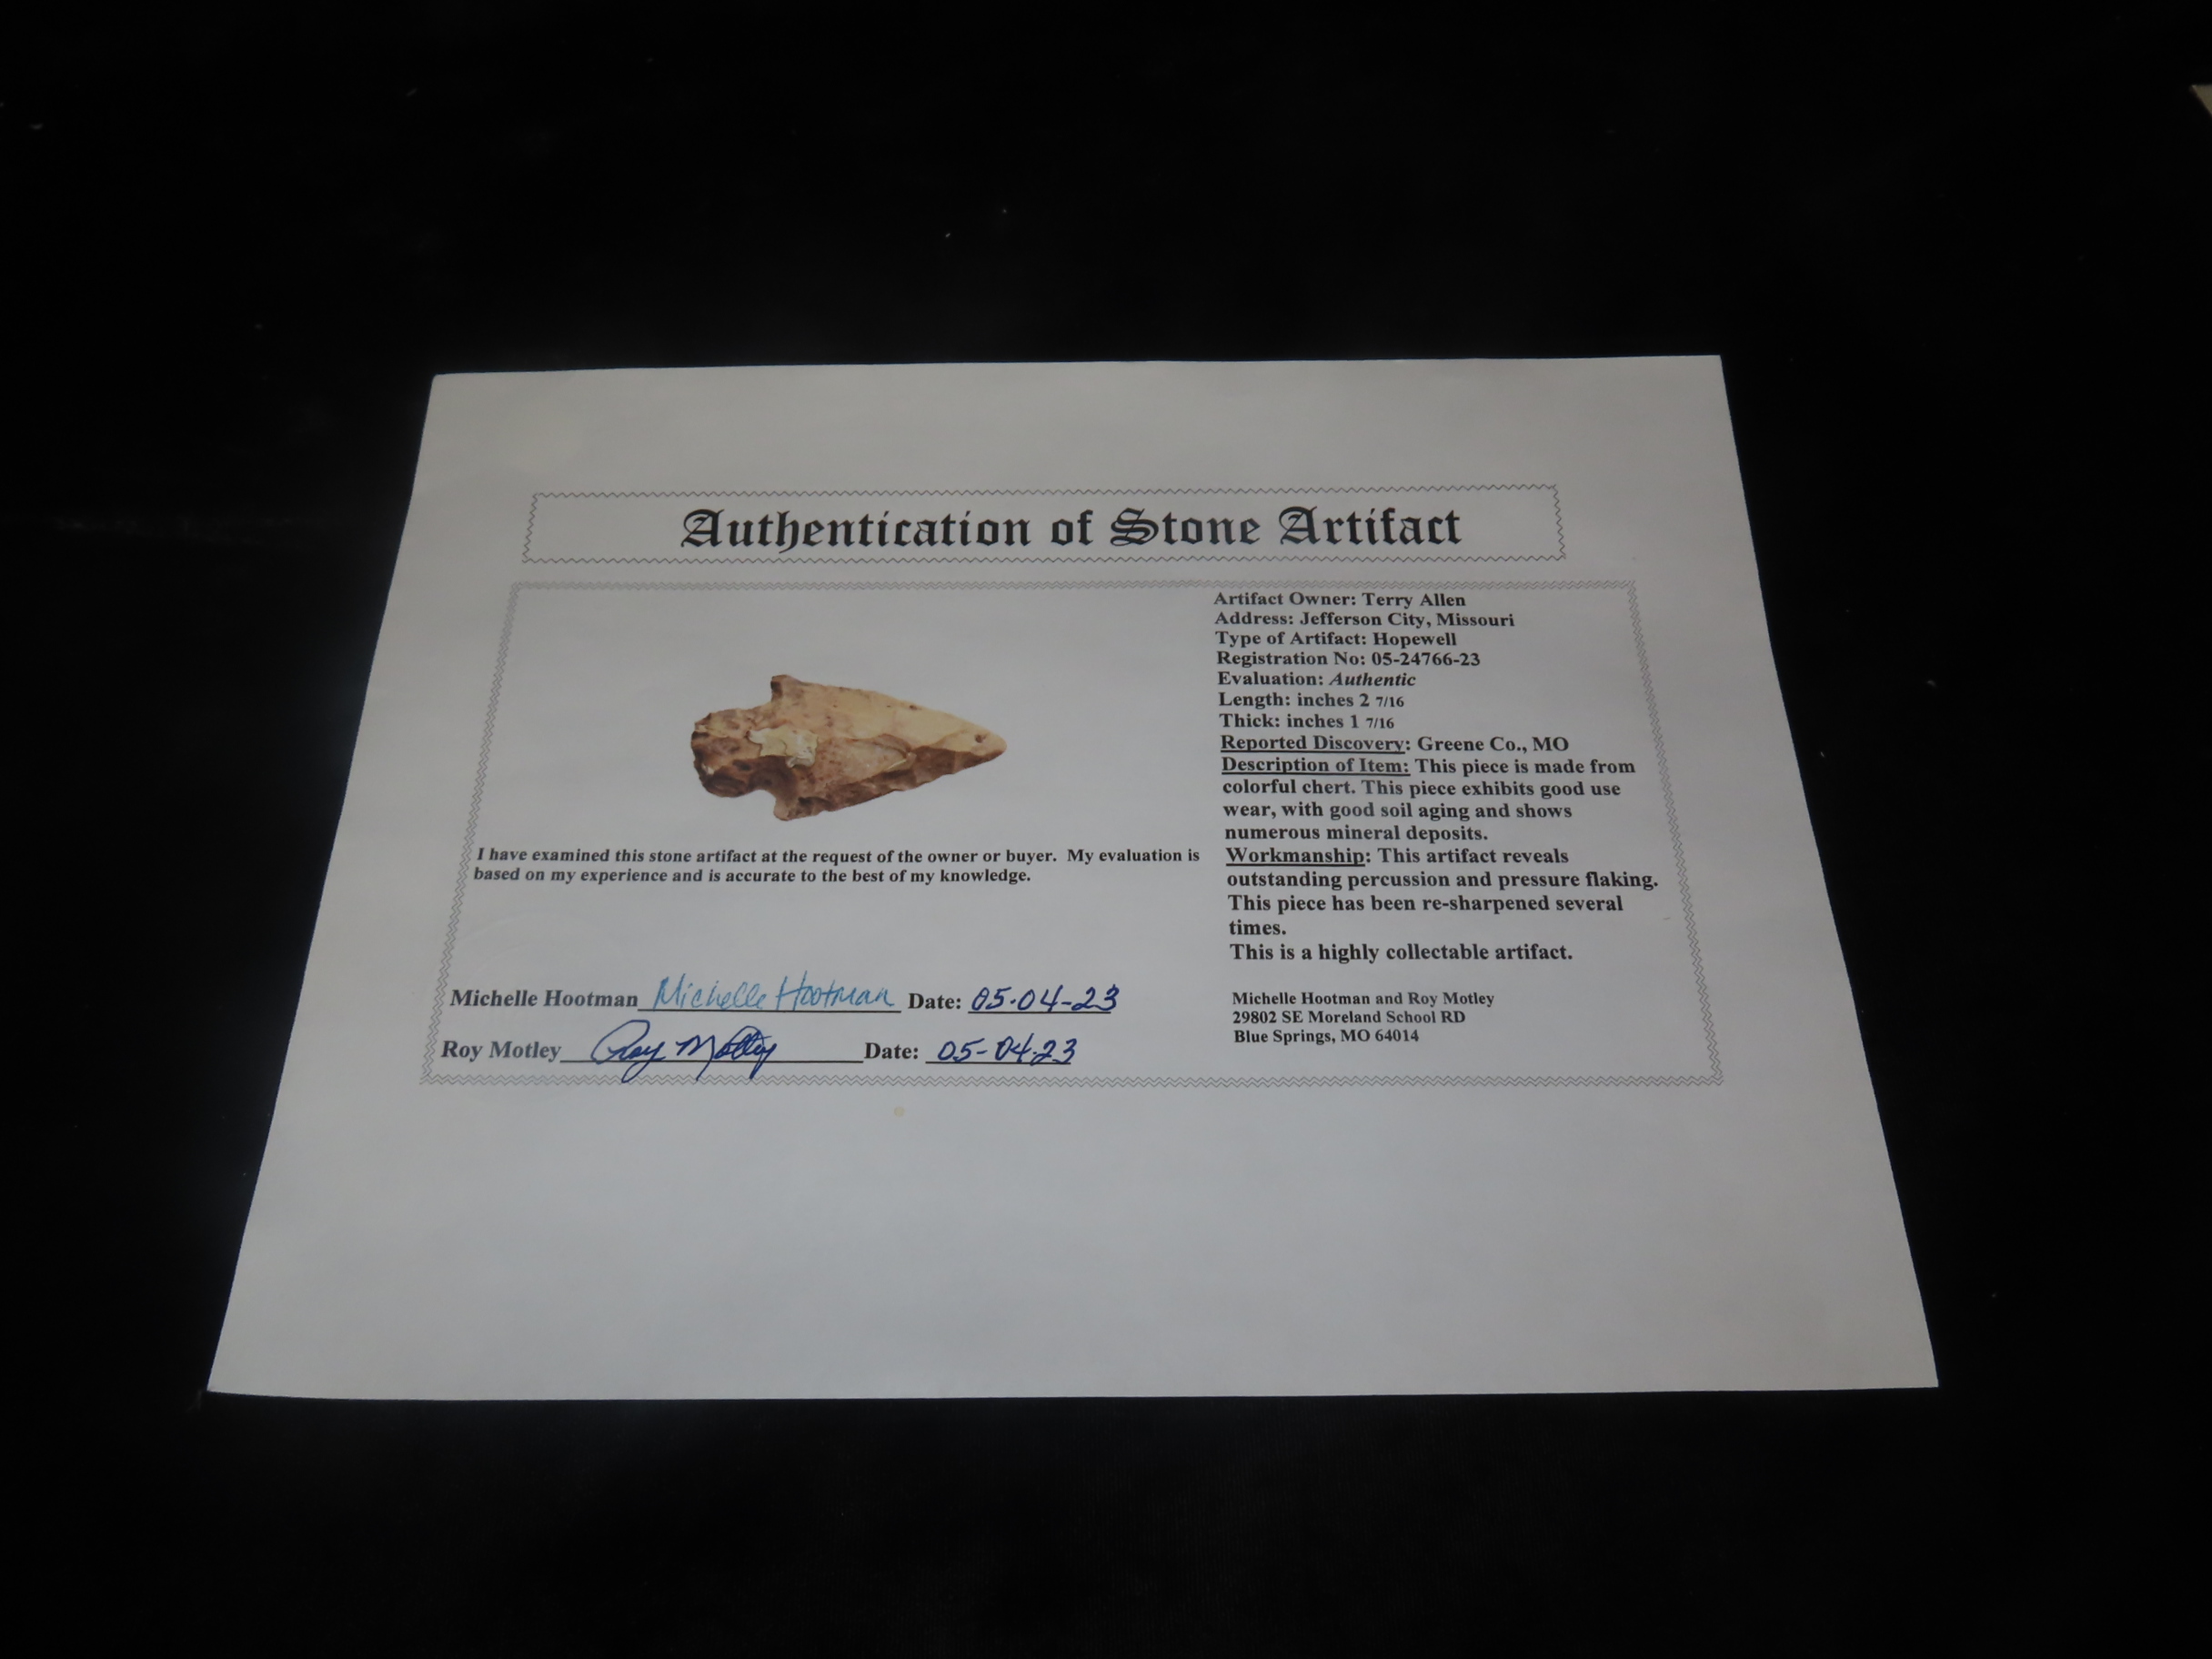 Authentication of Stone Artifact
Artifact Owner: Terry Allen
Address: Jefferson City, Missouri
Type of Artifact: Hopewell
Registration No: 05-24766-23
Evaluation: Authentic
Length: inches 2 7/16
Thick: inches 1 7/16
Reported Discovery: Greene Co., MO
Description of Item: This piece is made from
colorful chert. This piece exhibits good use
wear, with good soil aging and shows
numerous mineral deposits.
Workmanship: This artifact reveals
outstanding percussion and pressure flaking.
This piece has been re-sharpened several
times.
This is a highly collectable artifact.
I have examined this stone artifact at the request of the owner or buyer. My evaluation is
based on my experience and is accurate to the best of my knowledge.
Michelle Hootman Michelle Hootman Date: 05-04-23
Roy Motley Roy Motley Date: 05-04-23
Michelle Hootman and Roy Motley
29802 SE Moreland School RD
Blue Springs, MO 64014